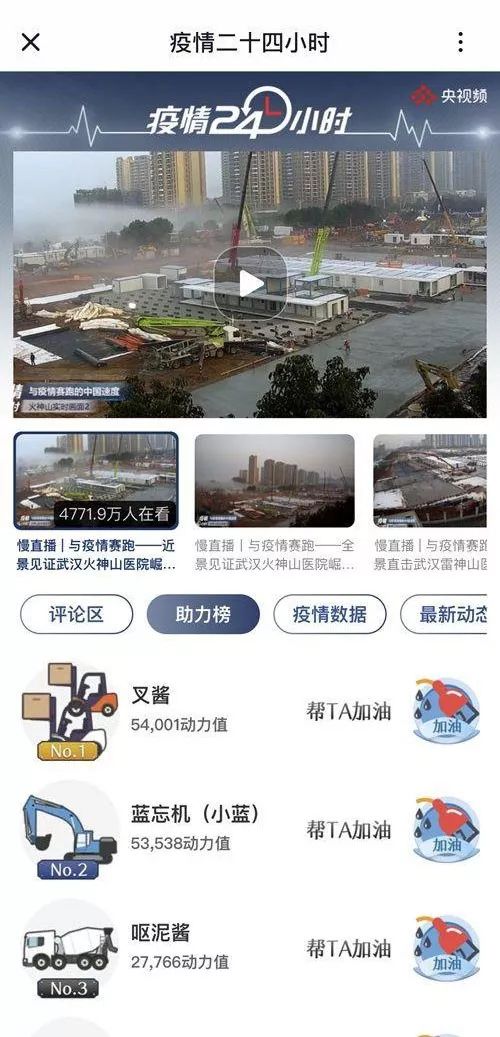 疫情二十四小时
央视频
疫情24小时
与疫情赛跑的中国速度
火神山实时画面2
4771.9万人在看
慢直播 | 与疫情赛跑——近
景见证武汉火神山医院崛...
慢直播 | 与疫情赛跑——全
景见证武汉火神山医院崛...
慢直播 | 与疫情赛
景直击武汉雷神山
评论区
助力榜
疫情数据
最新动态
叉酱
54,001动力值
No.1
帮TA加油
加油
蓝忘机（小蓝）
53,538动力值
No.2
帮TA加油
加油
呕泥酱
27,766动力值
No.3
帮TA加油
加油